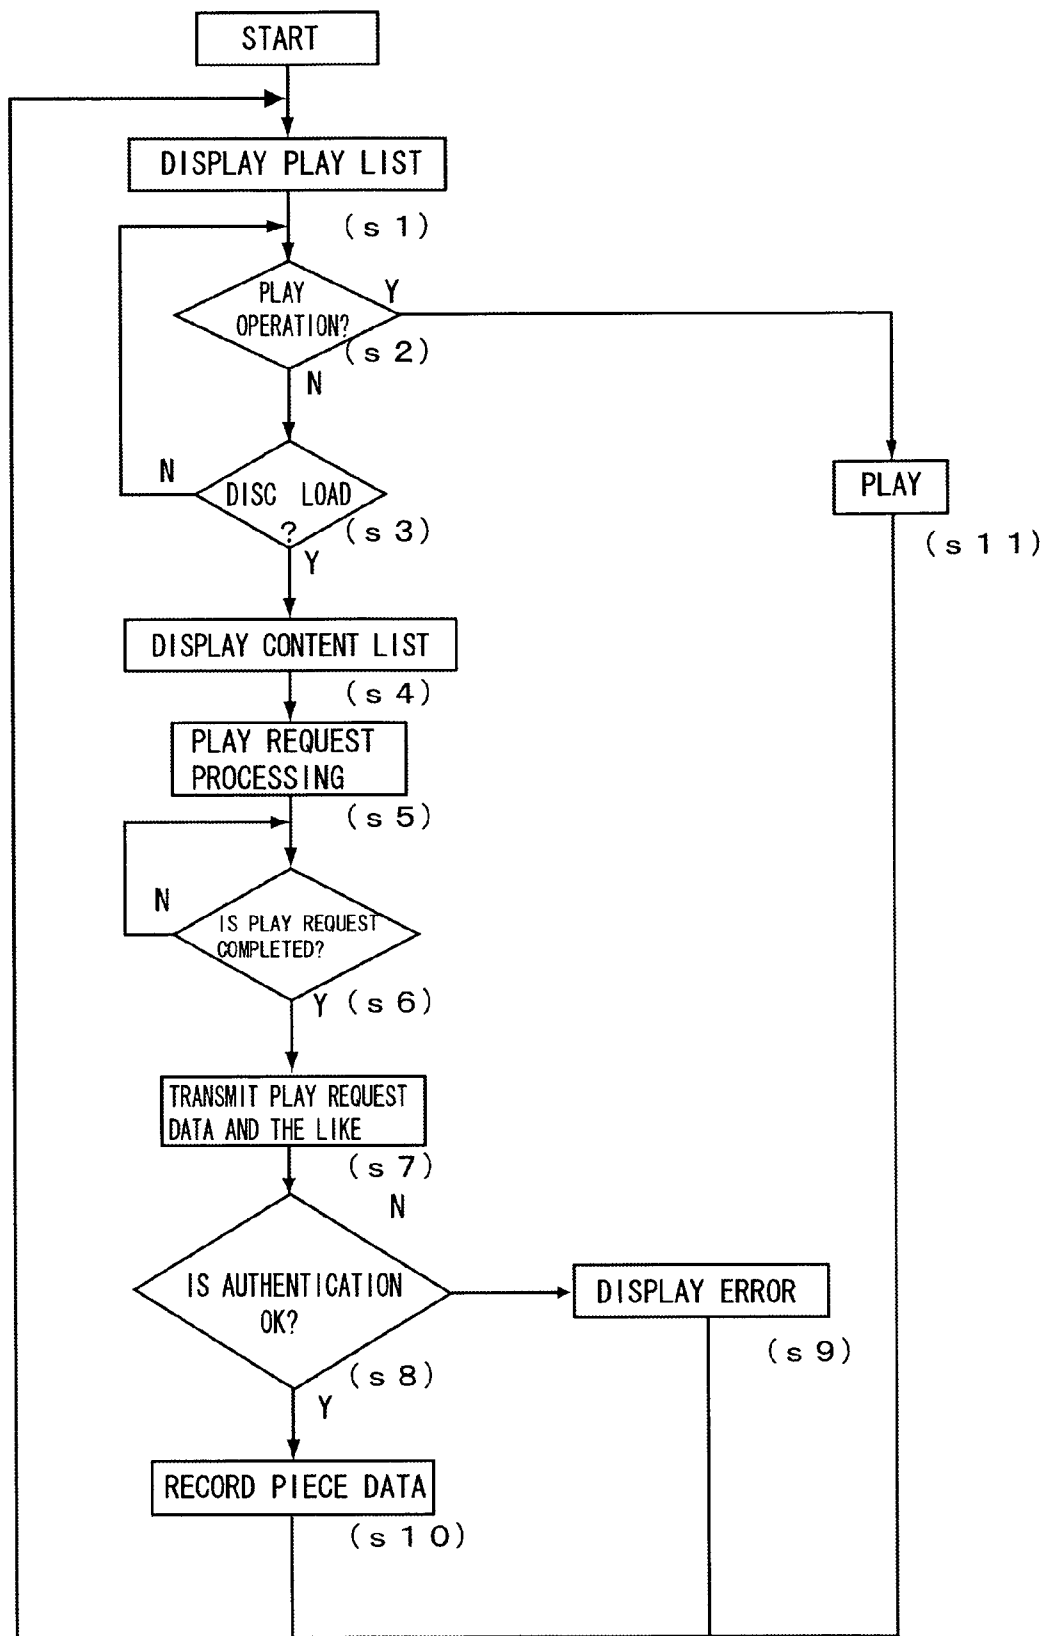 START
DISPLAY PLAY LIST
(s 1)
PLAY
OPERATION?
Y
(s 2)
N
DISC LOAD
?
N
(s 3)
Y
PLAY
(s 1 1)
DISPLAY CONTENT LIST
(s 4)
PLAY REQUEST
PROCESSING
(s 5)
N
IS PLAY REQUEST
COMPLETED?
Y (s 6)
TRANSMIT PLAY REQUEST
DATA AND THE LIKE
(s 7)
N
IS AUTHENTICATION
OK?
(s 8)
Y
DISPLAY ERROR
(s 9)
RECORD PIECE DATA
(s 1 0)